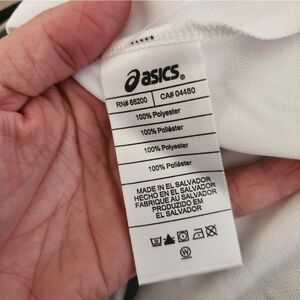 asics
RN# 66200 CA# 04480
100% Polyester
100% Poliéster
100% Polyester
100% Poliéster
MADE IN EL SALVADOR
HECHO EN EL SALVADOR
FABRIQUE AU SALVADOR
PRODUZIDO EM
EL SALVADOR
W